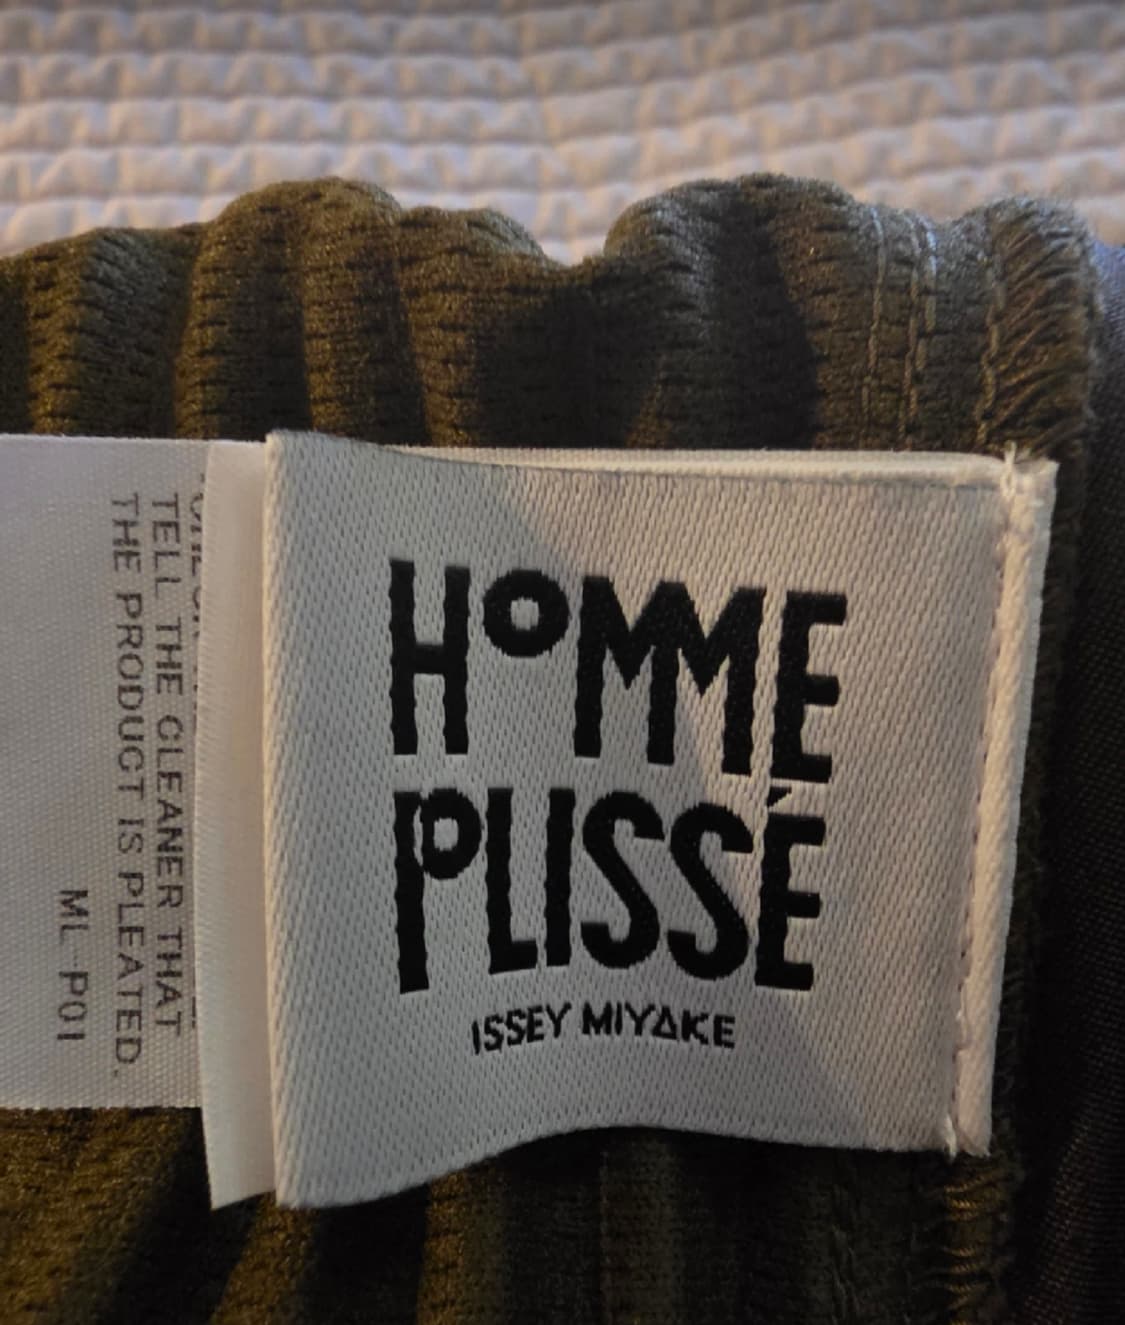 HOMME
PLISSÉ
ISSEY MIYAKE
TELL THE CLEANER THAT
THE PRODUCT IS PLEATED.
ML P01